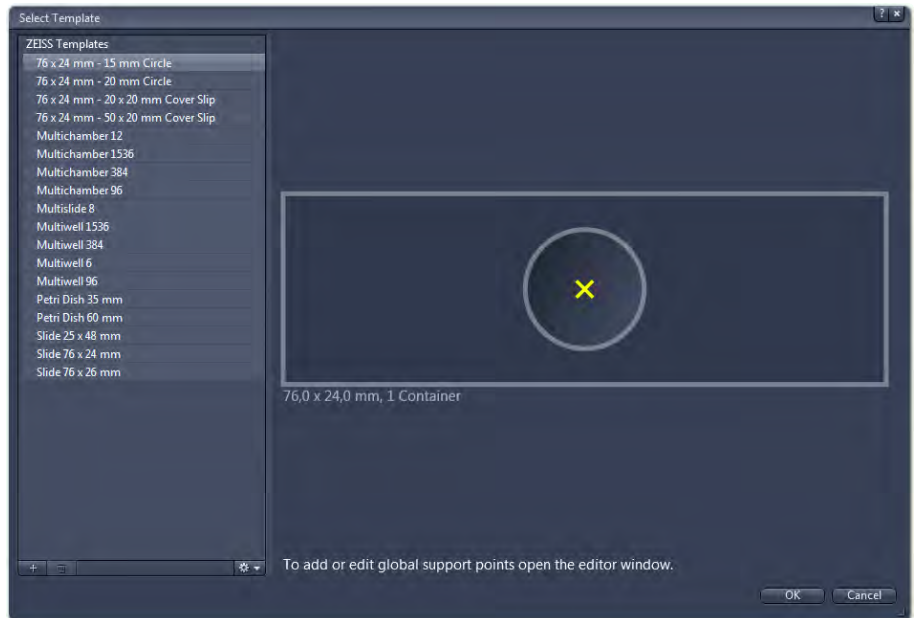 Select Template
ZEISS Templates
76 x 24 mm - 15 mm Circle
76 x 24 mm - 20 mm Circle
76 x 24 mm - 20 x 20 mm Cover Slip
76 x 24 mm - 50 x 20 mm Cover Slip
Multichamber 12
Multichamber 1536
Multichamber 384
Multichamber 96
Multislide 8
Multiwell 1536
Multiwell 384
Multiwell 6
Multiwell 96
Petri Dish 35 mm
Petri Dish 60 mm
Slide 25 x 48 mm
Slide 76 x 24 mm
Slide 76 x 26 mm
76,0 x 24,0 mm, 1 Container
To add or edit global support points open the editor window.
OK Cancel